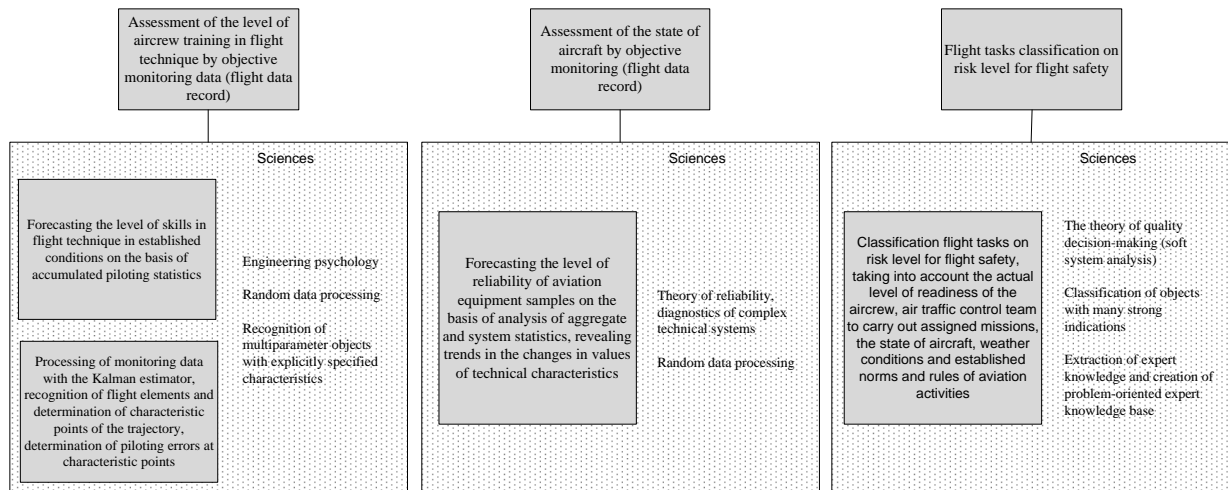 Assessment of the level of
aircrew training in flight
technique by objective
monitoring data (flight data
record)
Assessment of the state of
aircraft by objective
monitoring (flight data
record)
Flight tasks classification on
risk level for flight safety
Sciences
Forecasting the level of skills in
flight technique in established
conditions on the basis of
accumulated piloting statistics
Processing of monitoring data
with the Kalman estimator,
recognition of flight elements and
determination of characteristic
points of the trajectory,
determination of piloting errors at
characteristic points
Engineering psychology
Random data processing
Recognition of
multiparameter objects
with explicitly specified
characteristics
Sciences
Forecasting the level of
reliability of aviation
equipment samples on the
basis of analysis of aggregate
and system statistics, revealing
trends in the changes in values
of technical characteristics
Theory of reliability,
diagnostics of complex
technical systems
Random data processing
Sciences
Classification flight tasks on
risk level for flight safety,
taking into account the actual
level of readiness of the
aircrew, air traffic control team
to carry out assigned missions,
the state of aircraft, weather
conditions and established
norms and rules of aviation
activities
The theory of quality
decision-making (soft
system analysis)
Classification of objects
with many strong
indications
Extraction of expert
knowledge and creation of
problem-oriented expert
knowledge base